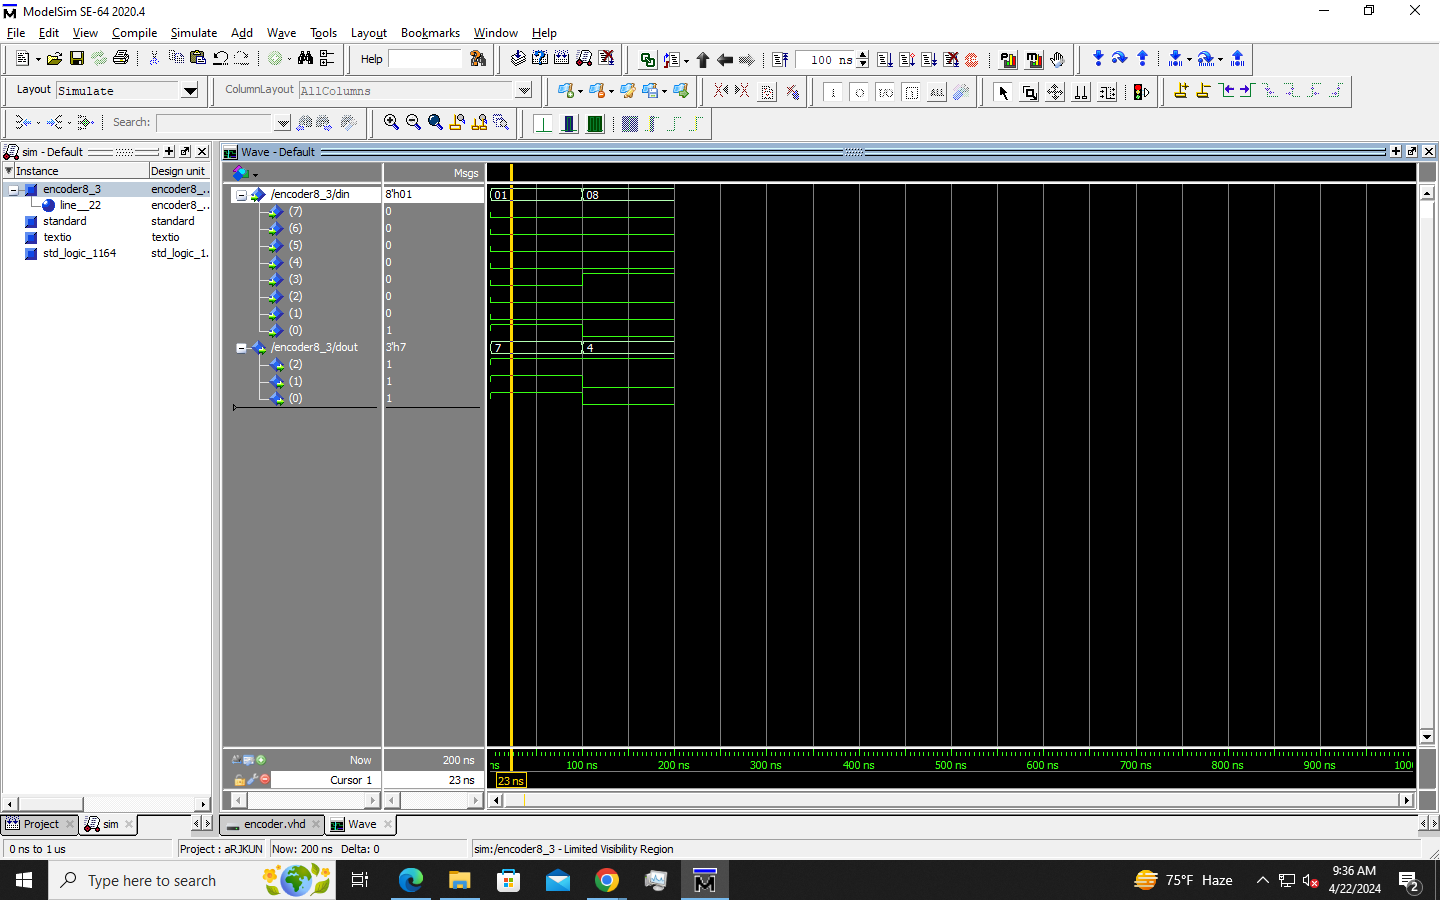 ModelSim SE-64 2020.4
File Edit View Compile Simulate Add Wave Tools Layout Bookmarks Window Help
Help
100 ns
Layout Simulate
ColumnLayout AllColumns
ALL
Search:
sim - Default
Wave - Default
Instance Design unit
Msgs
encoder8_3 encoder8_...
line__22 encoder8_...
standard standard
textio textio
std_logic_1164 std_logic_1.
/encoder8_3/din 8'h01 01 08
(7) 0
(6) 0
(5) 0
(4) 0
(3) 0
(2) 0
(1) 0
(0) 1
/encoder8_3/dout 3'h7 7 4
(2) 1
(1) 1
(0) 1
Now 200 ns
ns 100 ns 200 ns 300 ns 400 ns 500 ns 600 ns 700 ns 800 ns 900 ns 100
Cursor 1 23 ns 23 ns
Project sim encoder.vhd Wave
0 ns to 1 us Project : aRJKUN Now: 200 ns Delta: 0 sim:/encoder8_3 - Limited Visibility Region
Type here to search
75°F Haze
9:36 AM
4/22/2024
2